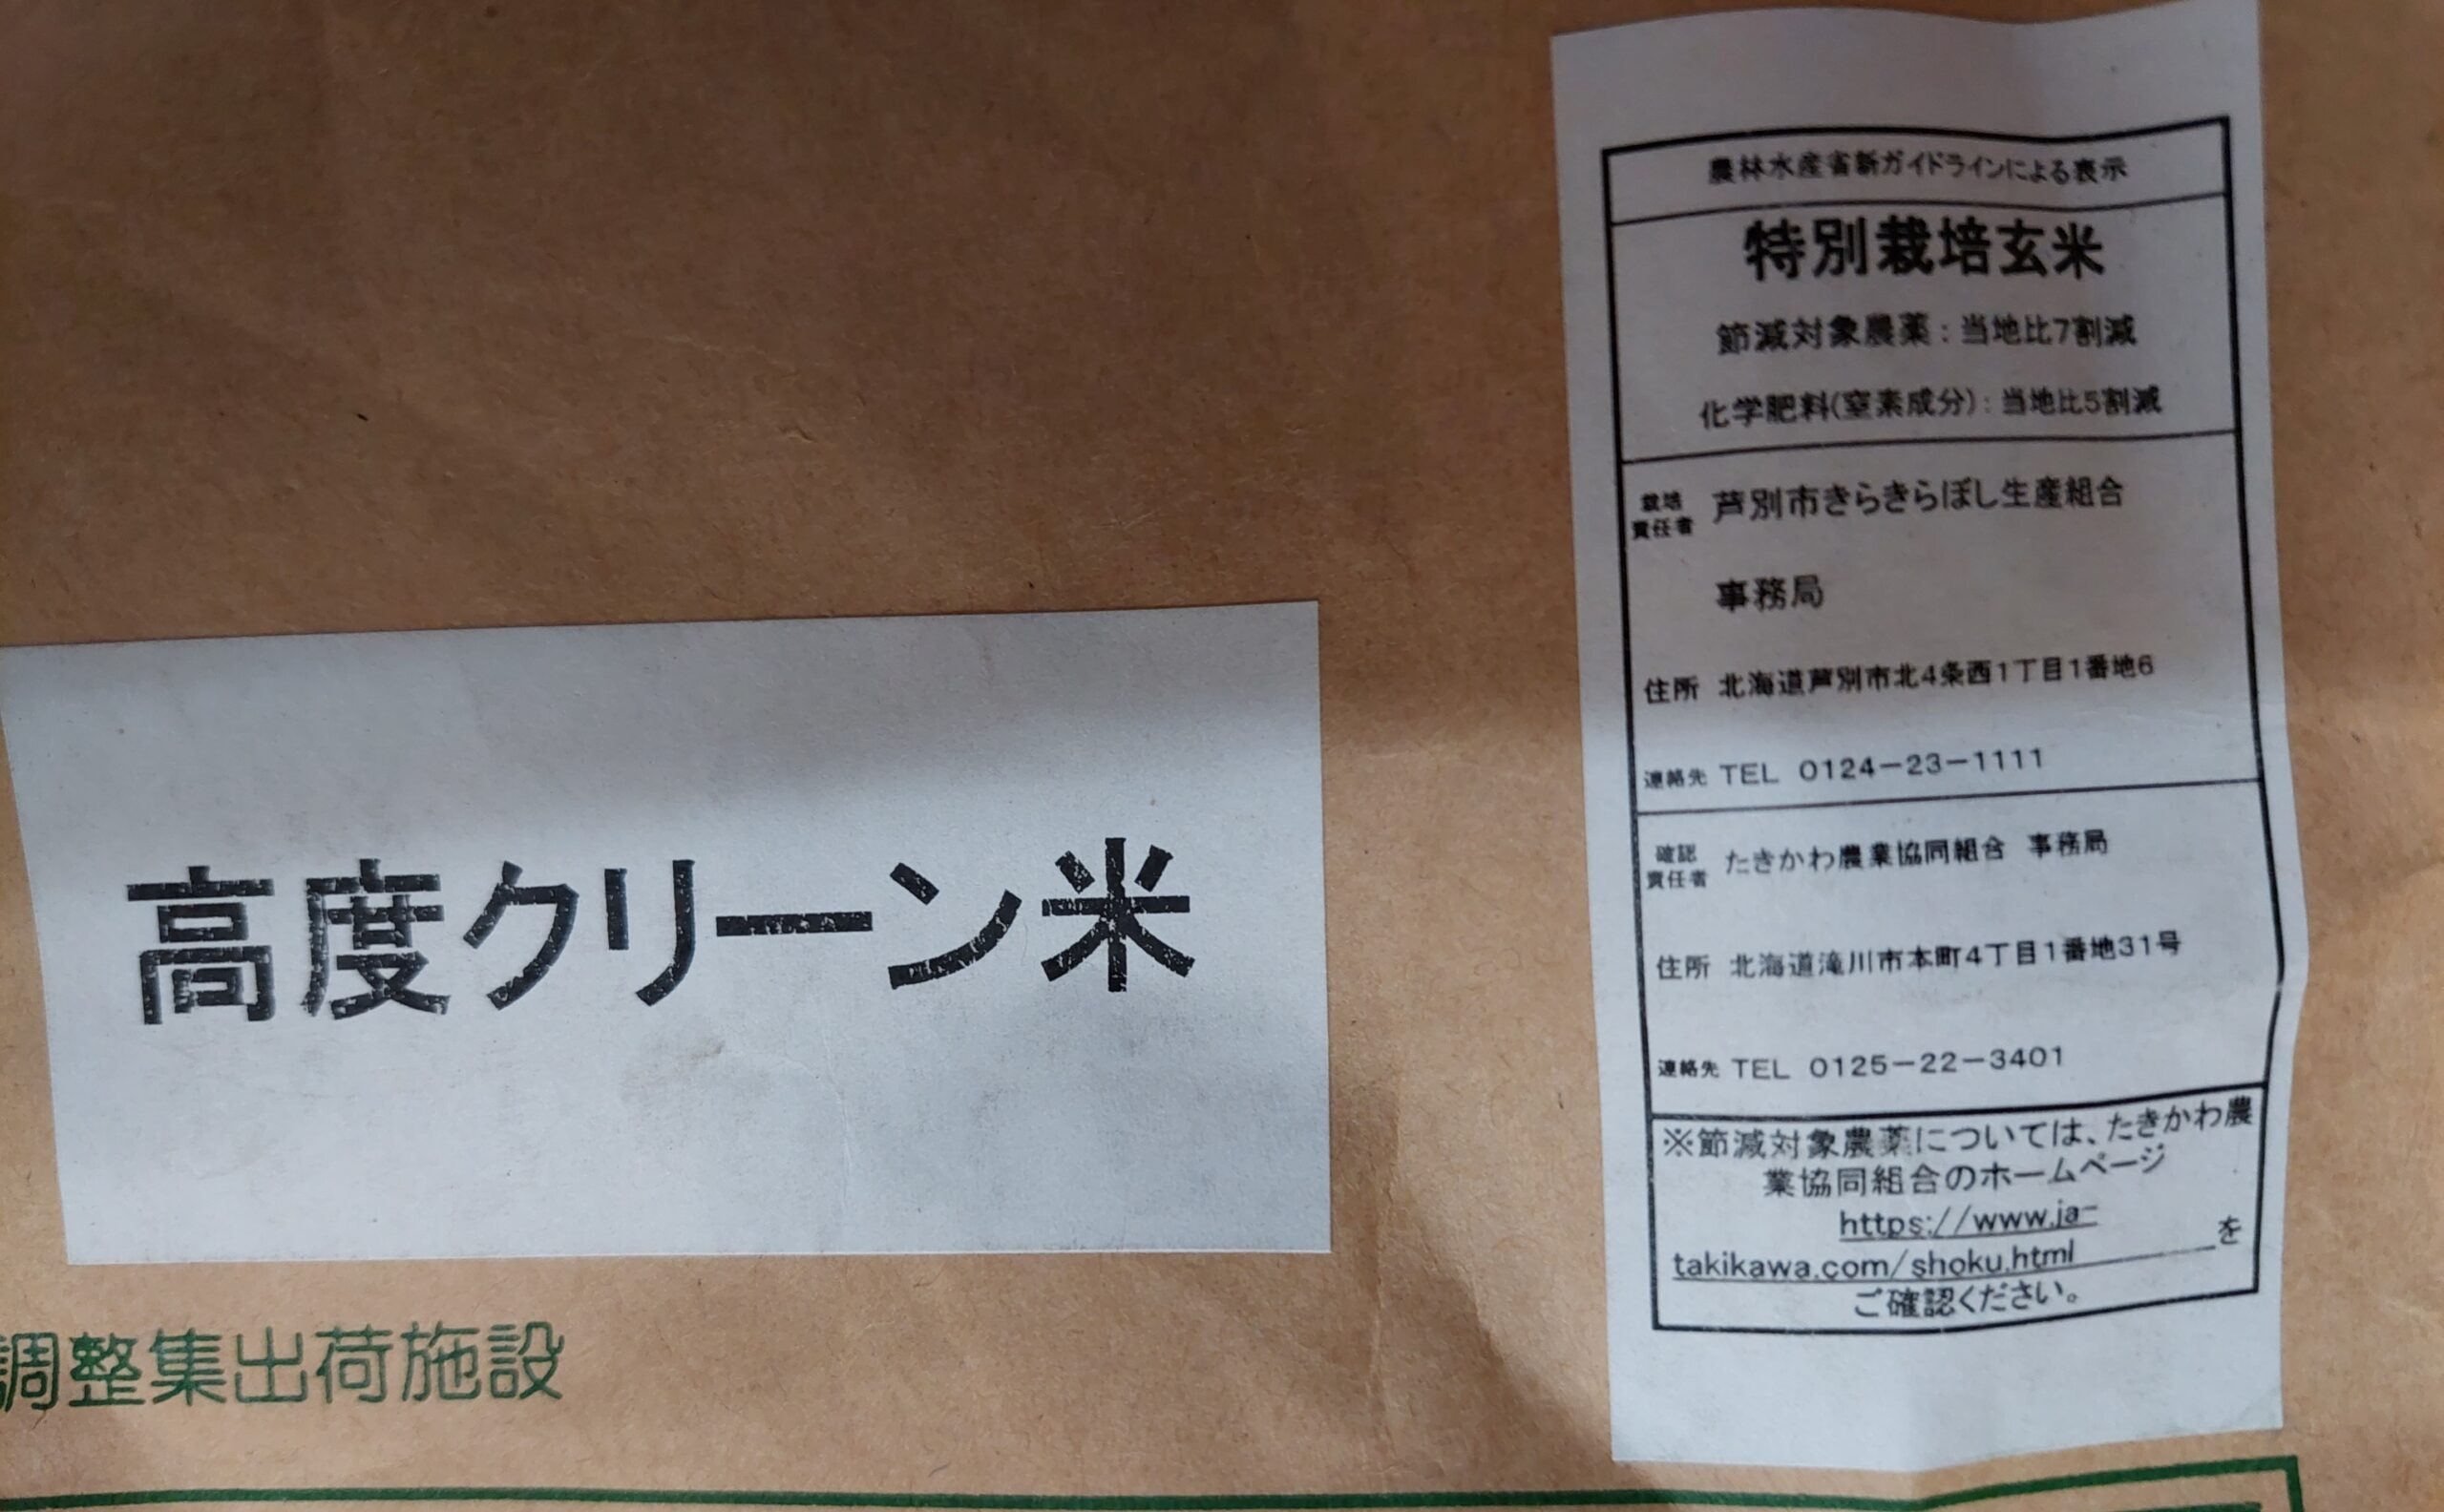 高度クリーン米
調整集出荷施設
農林水産省新ガイドラインによる表示
特別栽培玄米
節減対象農薬：当地比7割減
化学肥料(窒素成分)：当地比5割減
栽培責任者 芦別市きらきらぼし生産組合
事務局
住所 北海道芦別市北4条西1丁目1番地6
連絡先 TEL 0124－23－1111
確認責任者 たきかわ農業協同組合 事務局
住所 北海道滝川市本町4丁目1番地31号
連絡先 TEL 0125－22－3401
※節減対象農薬については、たきかわ農
業協同組合のホームページ
https://www.ja-
takikawa.com/shoku.html を
ご確認ください。